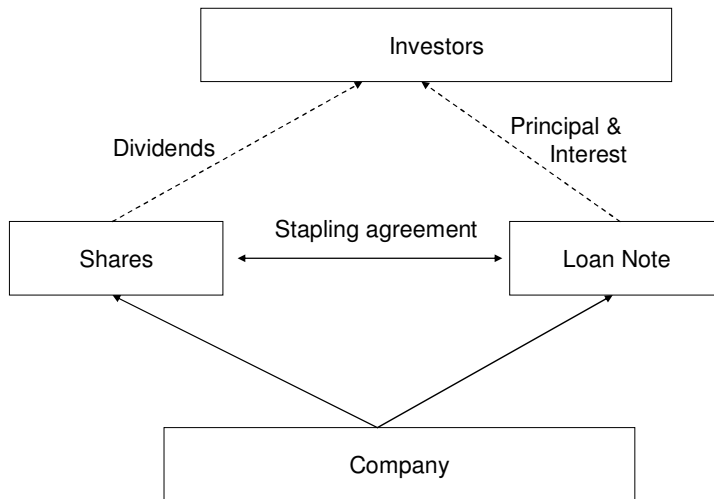 Investors
Dividends
Principal &
Interest
Stapling agreement
Shares
Loan Note
Company